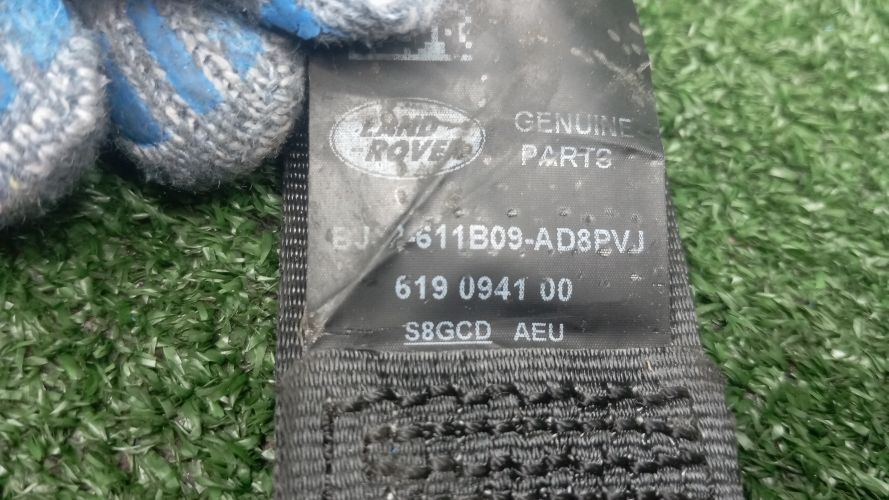 LAND
ROVER
GENUINE
PARTS
-611B09-AD8PVJ
619 0941 00
S8GCD AEU